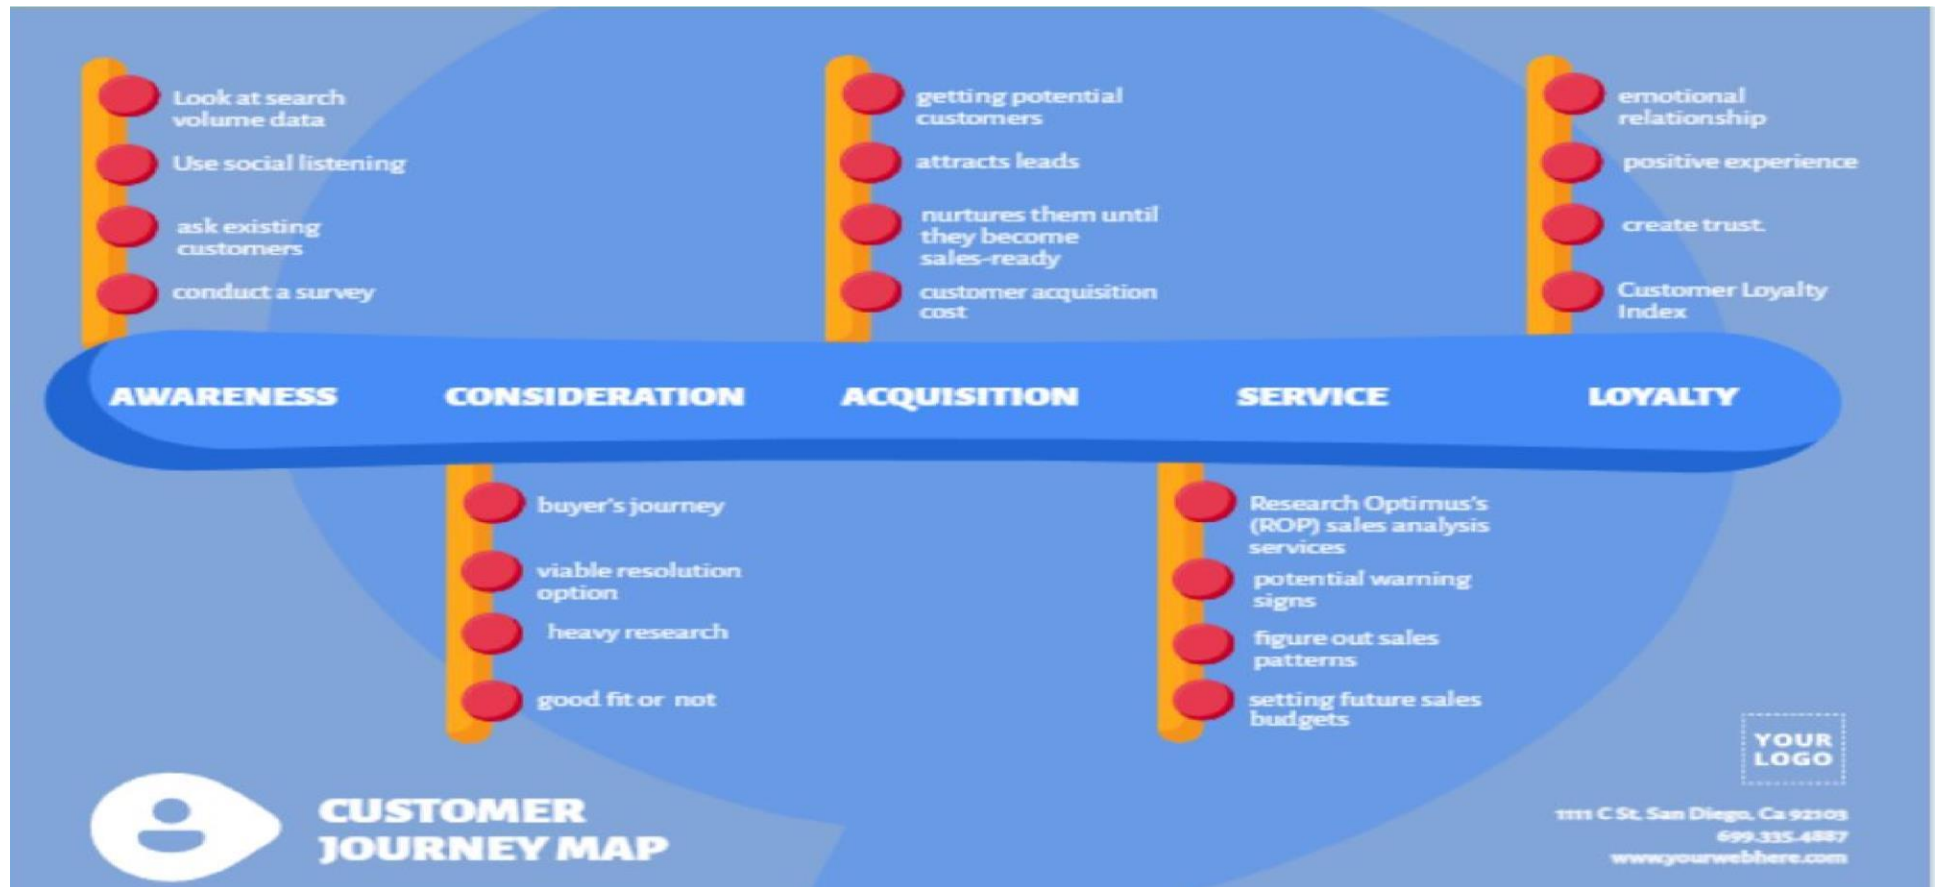 Look at search
volume data
Use social listening
ask existing
customers
conduct a survey
getting potential
customers
attracts leads
nurtures them until
they become
sales-ready
customer acquisition
cost
emotional
relationship
positive experience
create trust.
Customer Loyalty
Index
AWARENESS
CONSIDERATION
ACQUISITION
SERVICE
LOYALTY
buyer's journey
viable resolution
option
heavy research
good fit or not
Research Optimus's
(ROP) sales analysis
services
potential warning
signs
figure out sales
patterns
setting future sales
budgets
CUSTOMER
JOURNEY MAP
YOUR
LOGO
1111 C St, San Diego, Ca 92103
699.335.4887
www.yourwebhere.com